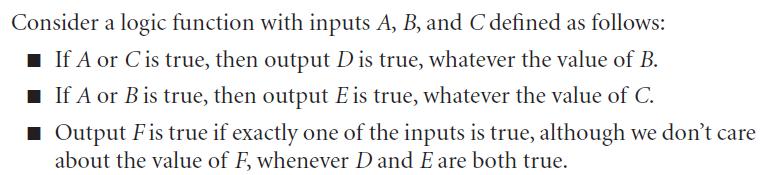 Consider a logic function with inputs A, B, and C defined as follows:
■ If A or C is true, then output D is true, whatever the value of B.
■ If A or B is true, then output E is true, whatever the value of C.
■ Output F is true if exactly one of the inputs is true, although we don’t care
about the value of F, whenever D and E are both true.